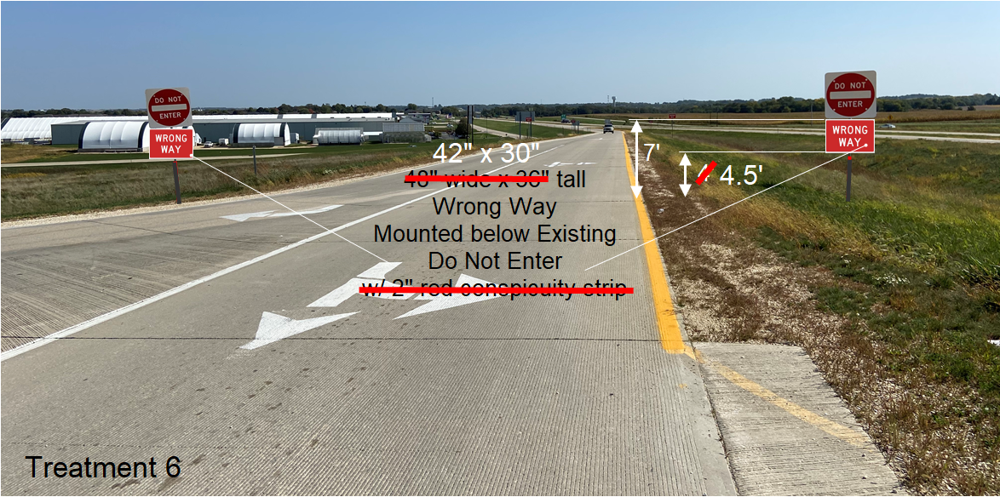 DO NOT
ENTER
WRONG
WAY
DO NOT
ENTER
WRONG
WAY
42" x 30"
48" wide x 36" tall
Wrong Way
Mounted below Existing
Do Not Enter
w/ 2" red conspicuity strip
7'
4' 4.5'
Treatment 6